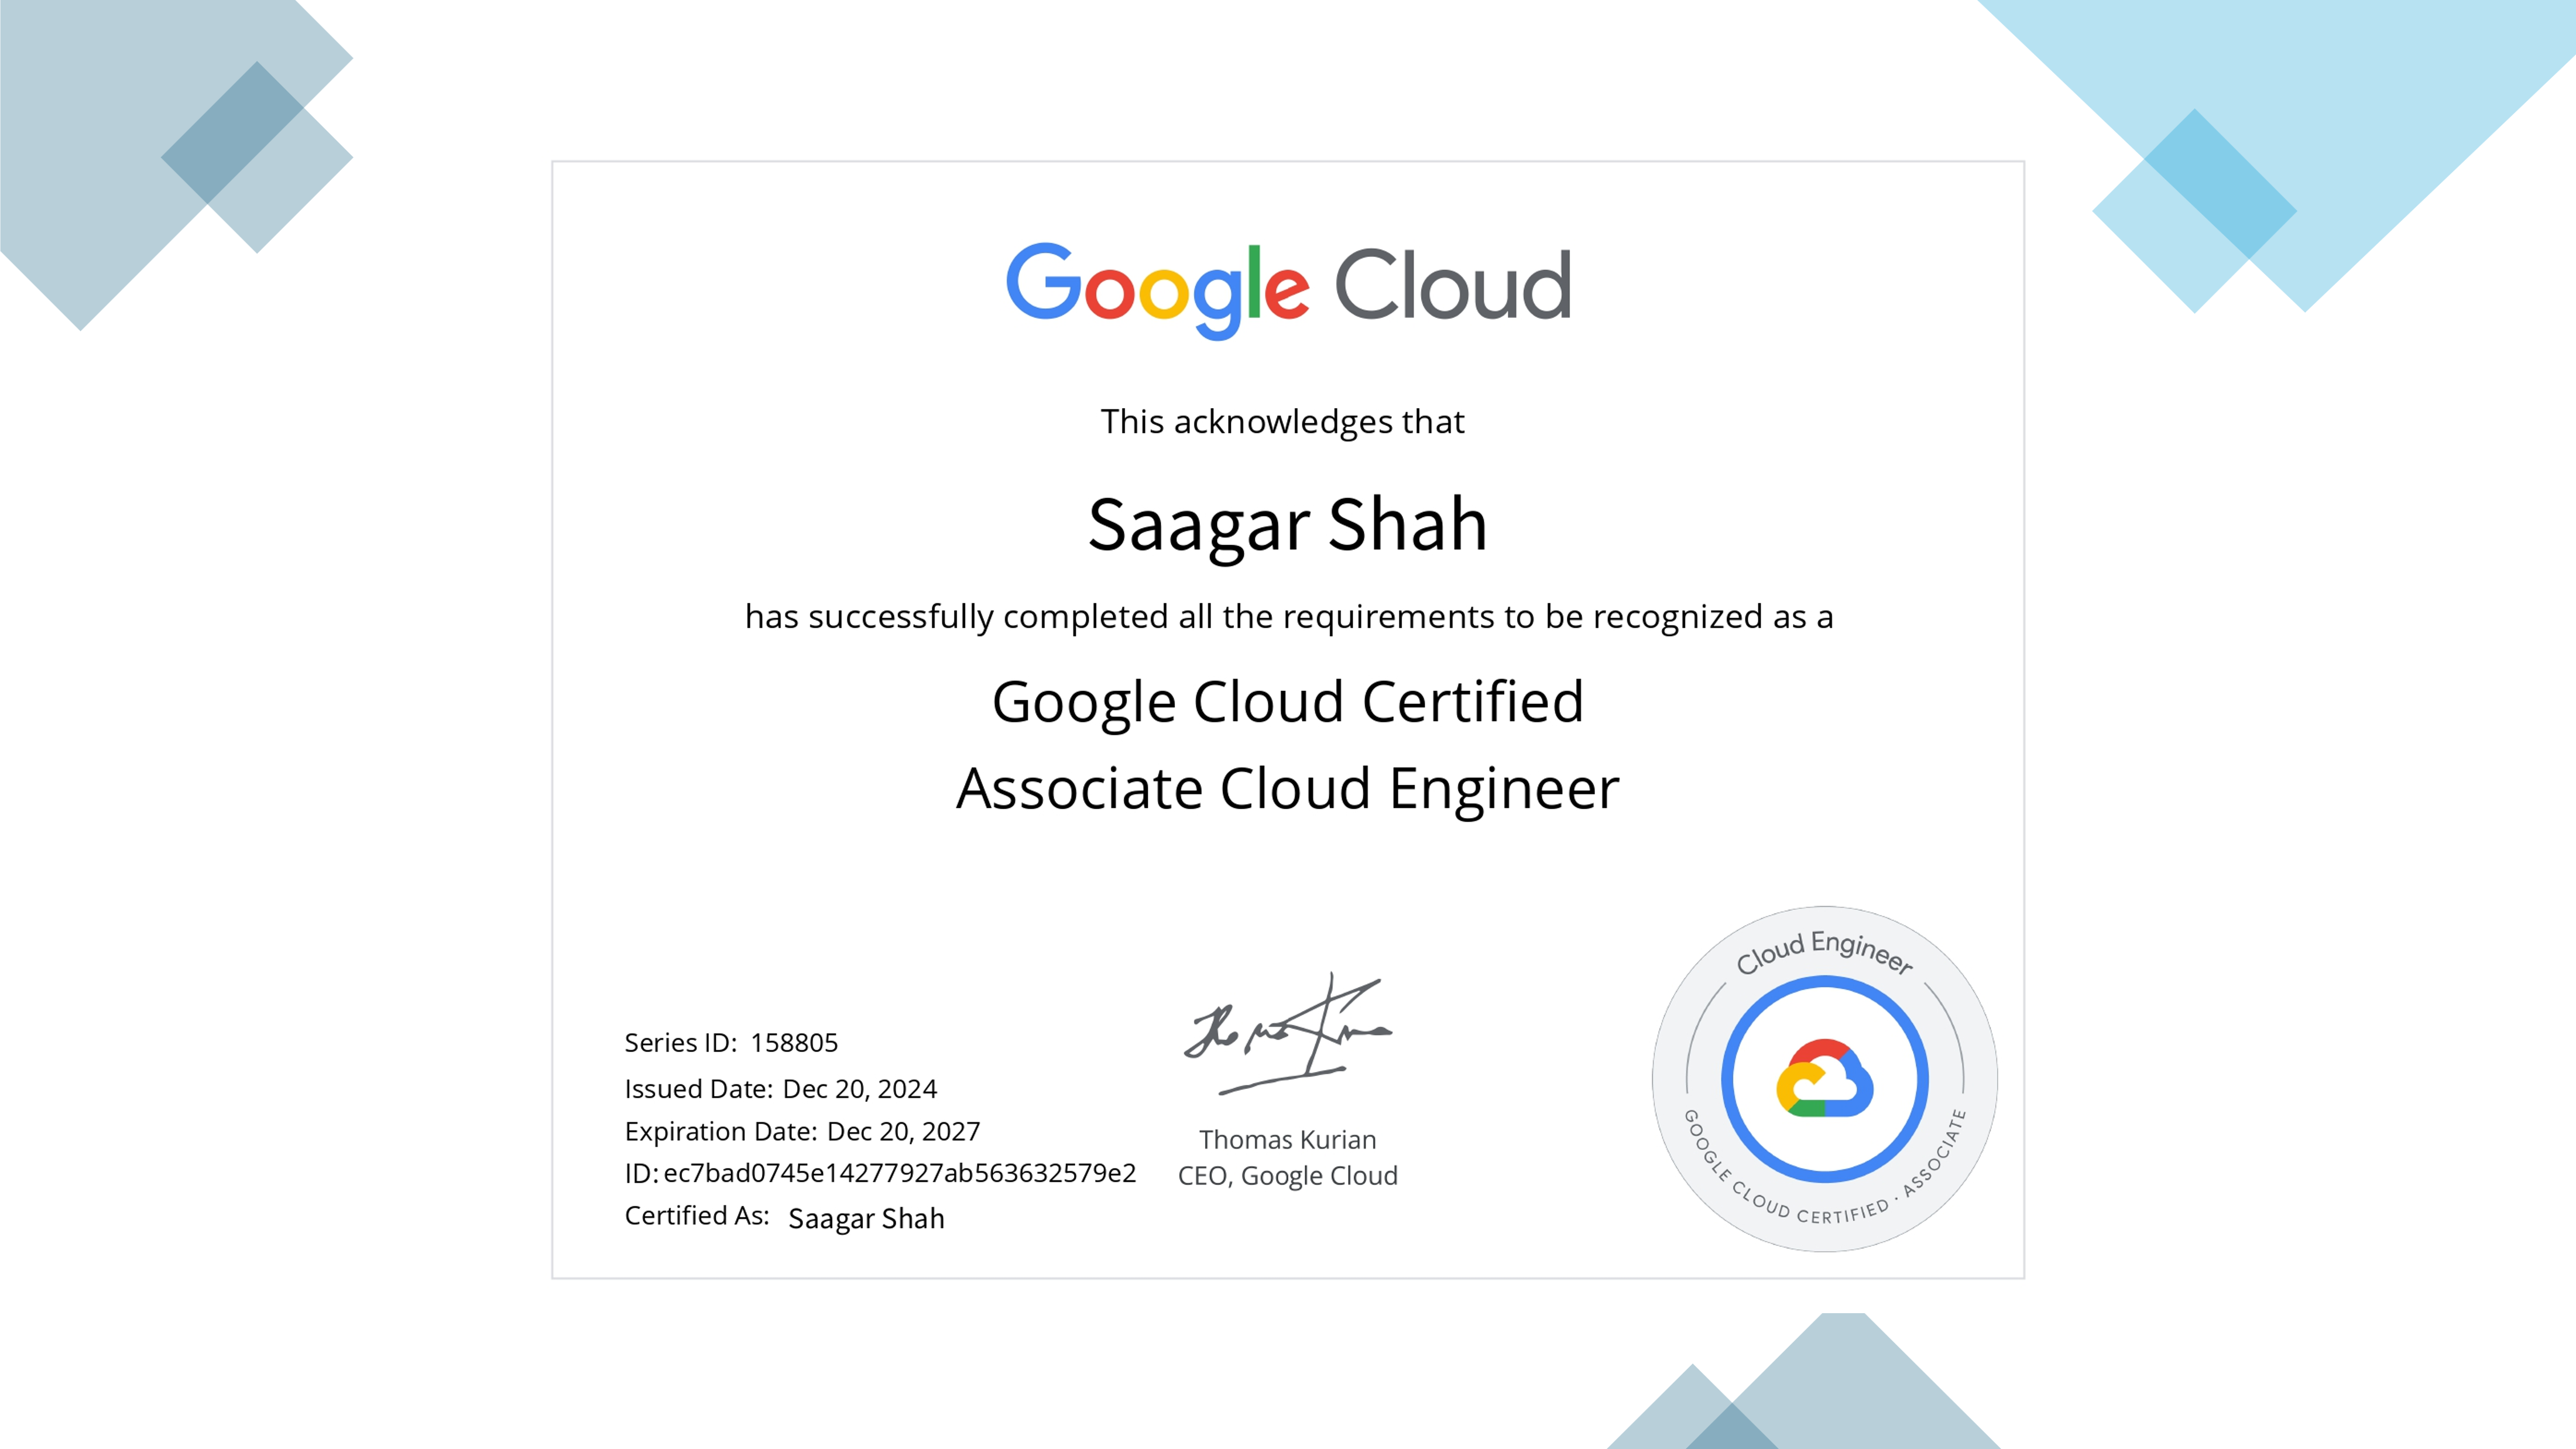 Google Cloud
This acknowledges that
Saagar Shah
has successfully completed all the requirements to be recognized as a
Google Cloud Certified
Associate Cloud Engineer
Series ID: 158805
Issued Date: Dec 20, 2024
Expiration Date: Dec 20, 2027
ID: ec7bad0745e14277927ab563632579e2
Certified As: Saagar Shah
Thomas Kurian
CEO, Google Cloud
Cloud Engineer
GOOGLE CLOUD CERTIFIED · ASSOCIATE